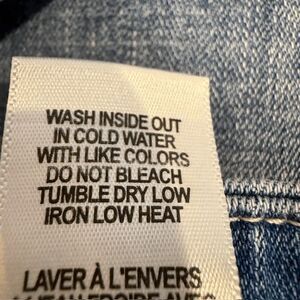 WASH INSIDE OUT
IN COLD WATER
WITH LIKE COLORS
DO NOT BLEACH
TUMBLE DRY LOW
IRON LOW HEAT
LAVER À L'ENVERS